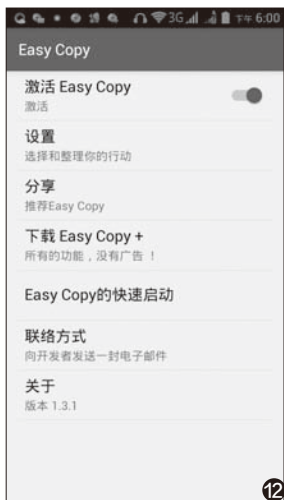 3G 下午 6:00
Easy Copy
激活 Easy Copy
激活
设置
选择和整理你的行动
分享
推荐Easy Copy
下载 Easy Copy +
所有的功能，没有广告 ！
Easy Copy的快速启动
联络方式
向开发者发送一封电子邮件
关于
版本 1.3.1
12